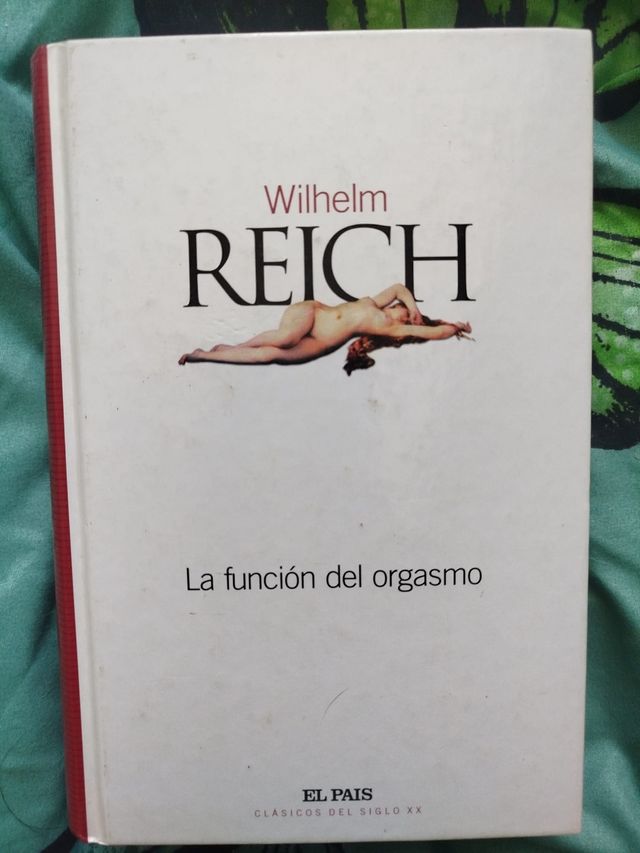 Wilhelm
REICH
La función del orgasmo
EL PAIS
CLÁSICOS DEL SIGLO XX